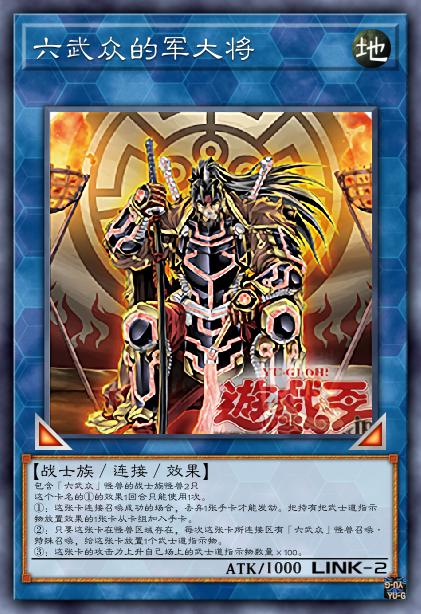 六武众的军大将
地
YU-GI-OH!
遊戯王
【战士族／连接／效果】
包含「六武众」怪兽的战士族怪兽2只
这个卡名的①的效果1回合只能使用1次。
①：这张卡连接召唤成功的场合，丢弃1张手卡才能发动。把持有把武士道指示
物放置效果的1张卡从卡组加入手卡。
②：只要这张卡在怪兽区域存在，每次这张卡所连接区有「六武众」怪兽召唤・
特殊召唤，给这张卡放置1个武士道指示物。
③：这张卡的攻击力上升自己场上的武士道指示物数量×100。
ATK/1000 LINK-2